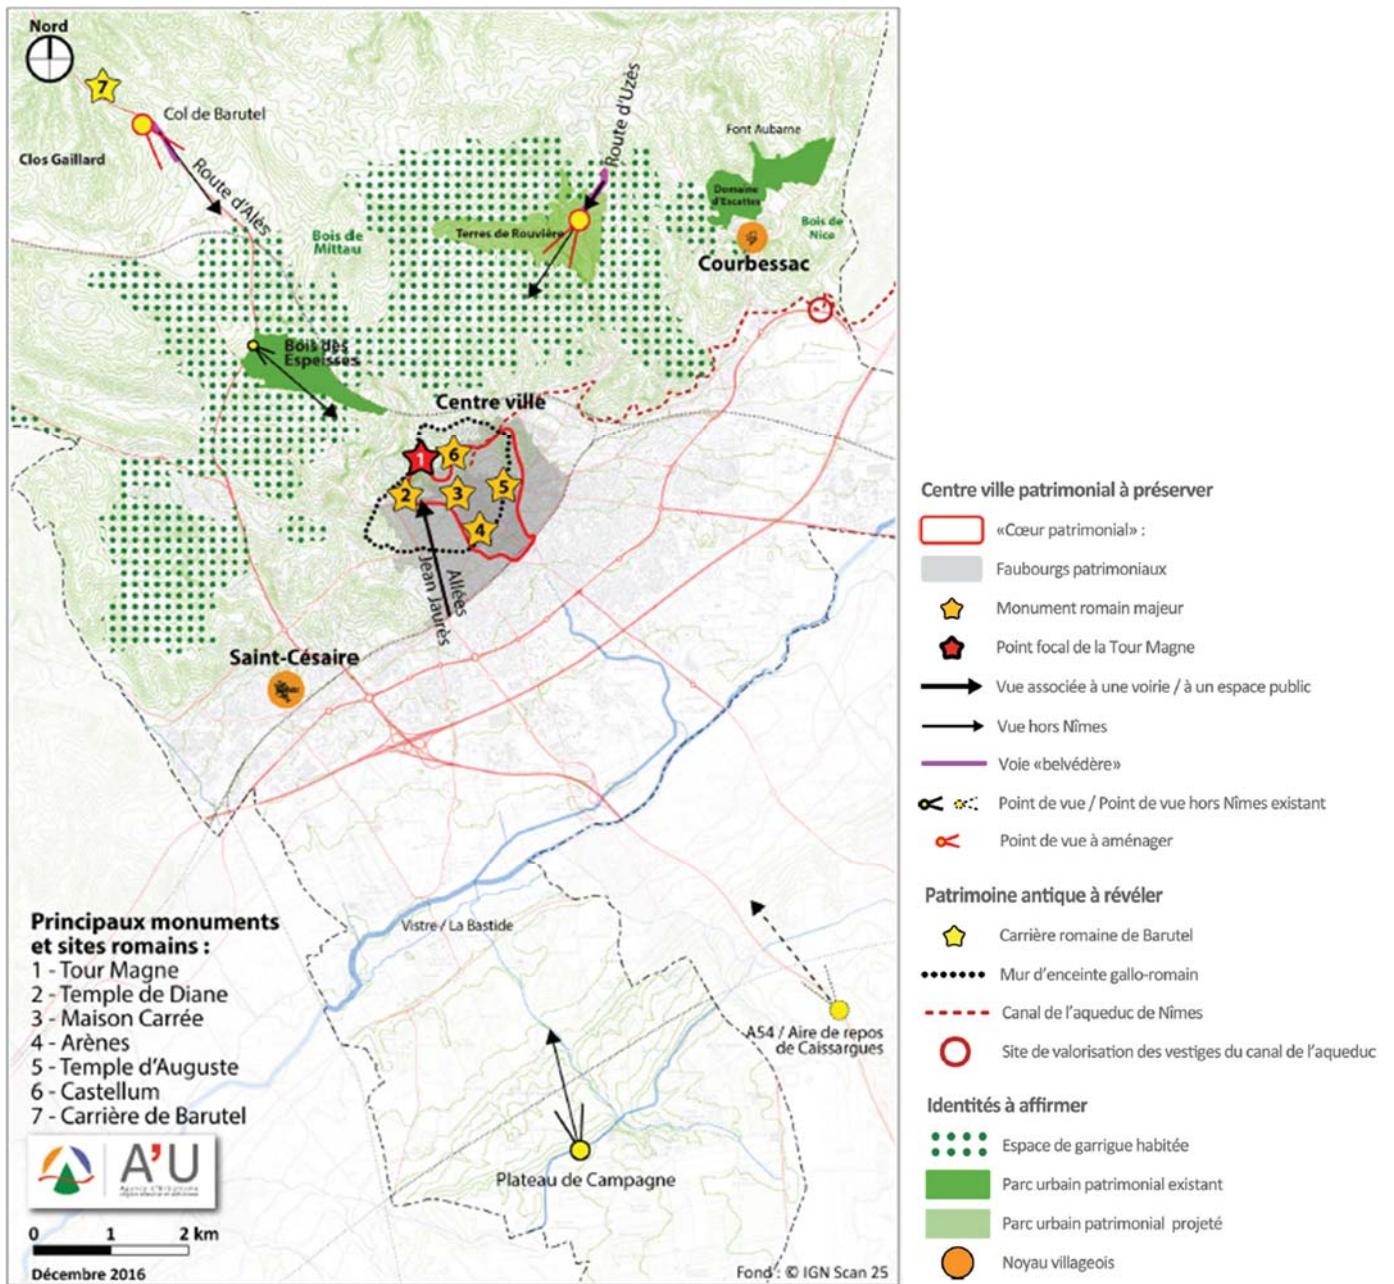 Nord
7
Col de Barutel
Clos Gaillard
Route d'Alès
Route d'Uzès
Font Aubarne
Domaine
d'Escattes
Bois de
Nice
Bois de
Mittau
Terres de Rouvière
Courbessac
Bois des
Espeisses
Centre ville
1
6
2
3
5
4
Allées
Jean Jaurès
Saint-Césaire
Vistre / La Bastide
A54 / Aire de repos
de Caissargues
Plateau de Campagne
Principaux monuments
et sites romains :
1 - Tour Magne
2 - Temple de Diane
3 - Maison Carrée
4 - Arènes
5 - Temple d'Auguste
6 - Castellum
7 - Carrière de Barutel
A'U
0 1 2 km
Décembre 2016
Fond : © IGN Scan 25
Centre ville patrimonial à préserver
«Cœur patrimonial» :
Faubourgs patrimoniaux
Monument romain majeur
Point focal de la Tour Magne
Vue associée à une voirie / à un espace public
Vue hors Nîmes
Voie «belvédère»
Point de vue / Point de vue hors Nîmes existant
Point de vue à aménager
Patrimoine antique à révéler
Carrière romaine de Barutel
Mur d'enceinte gallo-romain
Canal de l'aqueduc de Nîmes
Site de valorisation des vestiges du canal de l'aqueduc
Identités à affirmer
Espace de garrigue habitée
Parc urbain patrimonial existant
Parc urbain patrimonial projeté
Noyau villageois